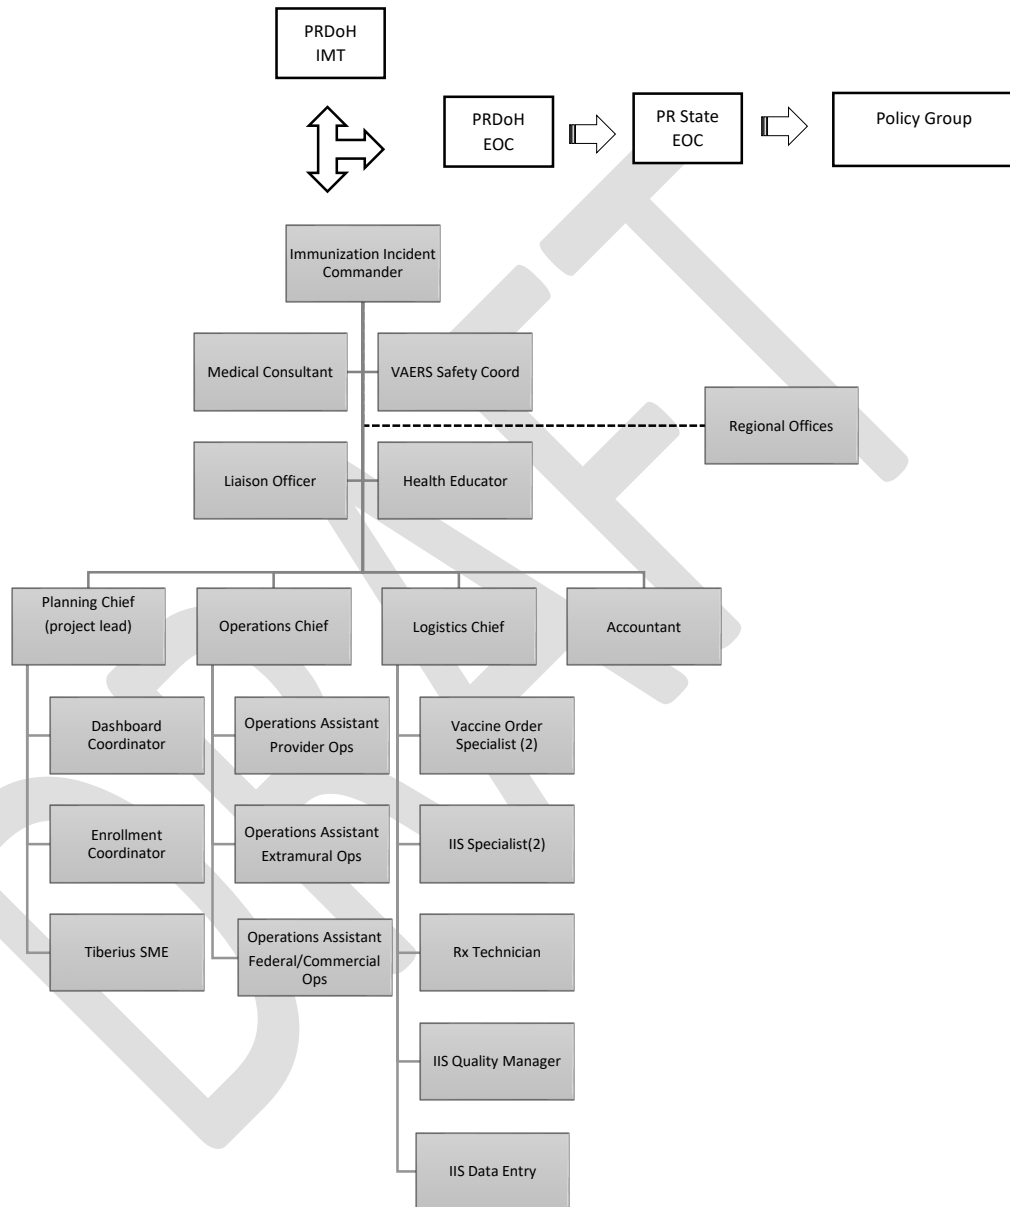 PRDoH
IMT
PRDoH
EOC
PR State
EOC
Policy Group
Immunization Incident
Commander
Medical Consultant
VAERS Safety Coord
Regional Offices
Liaison Officer
Health Educator
Planning Chief
(project lead)
Operations Chief
Logistics Chief
Accountant
Dashboard
Coordinator
Operations Assistant
Provider Ops
Vaccine Order
Specialist (2)
Enrollment
Coordinator
Operations Assistant
Extramural Ops
IIS Specialist(2)
Tiberius SME
Operations Assistant
Federal/Commercial
Ops
Rx Technician
IIS Quality Manager
IIS Data Entry
DRAFT